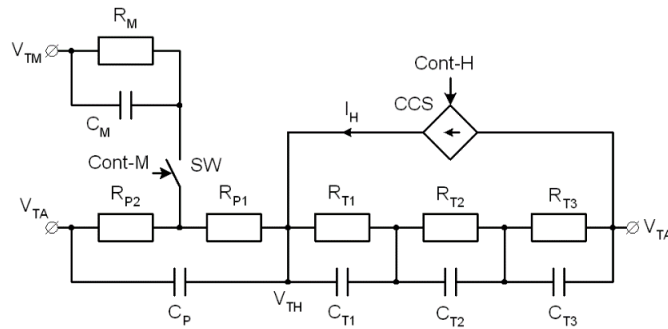 R_M
V_TM
C_M
Cont-H
CCS
I_H
Cont-M
SW
V_TA
R_P2
R_P1
R_T1
R_T2
R_T3
V_TA
C_P
V_TH
C_T1
C_T2
C_T3